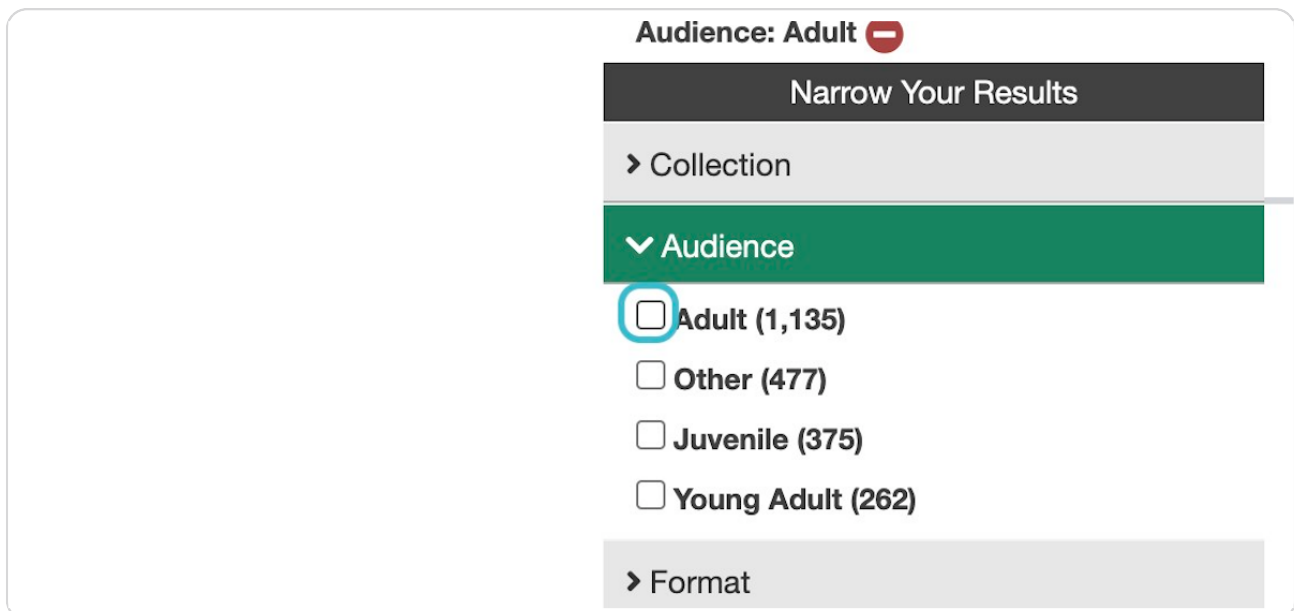 Audience: Adult
Narrow Your Results
Collection
Audience
Adult (1,135)
Other (477)
Juvenile (375)
Young Adult (262)
Format